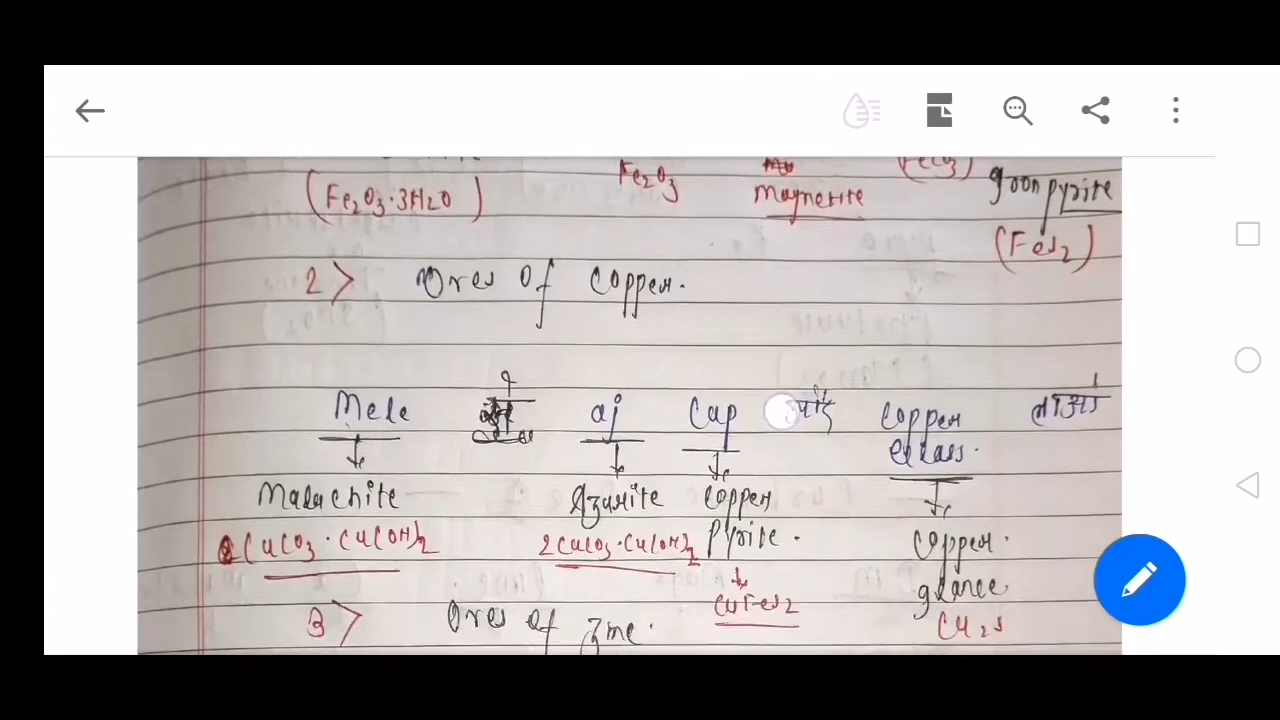 Fe2O3
(FeCO3)
(Fe2O3·3H2O)
Magnetite
Iron pyrite
(FeS2)
2> Ores of Copper.
Mele
aj
Cap
Copper
Malachite
Azurite
Copper
Pyrite.
Copper
glance
CuCO3·Cu(OH)2
2CuCO3·Cu(OH)2
CuFeS2
Cu2S
3> Ores of Zinc.